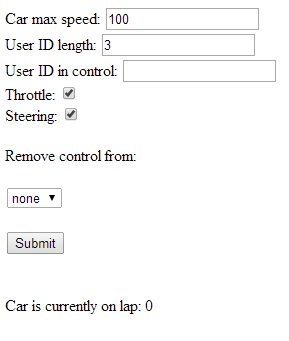 Car max speed: 100
User ID length: 3
User ID in control:
Throttle:
Steering:
Remove control from:
none
Submit
Car is currently on lap: 0